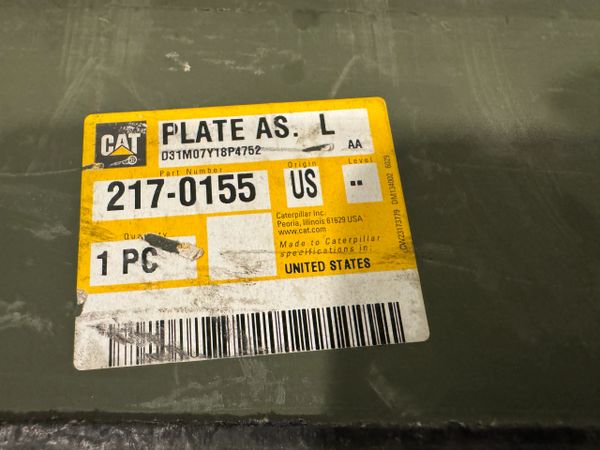 CAT
PLATE AS. L
D31M07Y18P4752
AA
Part Number
Origin
Level
217-0155
US
--
Quantity
1 PC
Caterpillar Inc.
Peoria, Illinois 61629 USA
www.cat.com
Made to Caterpillar
specifications in:
UNITED STATES